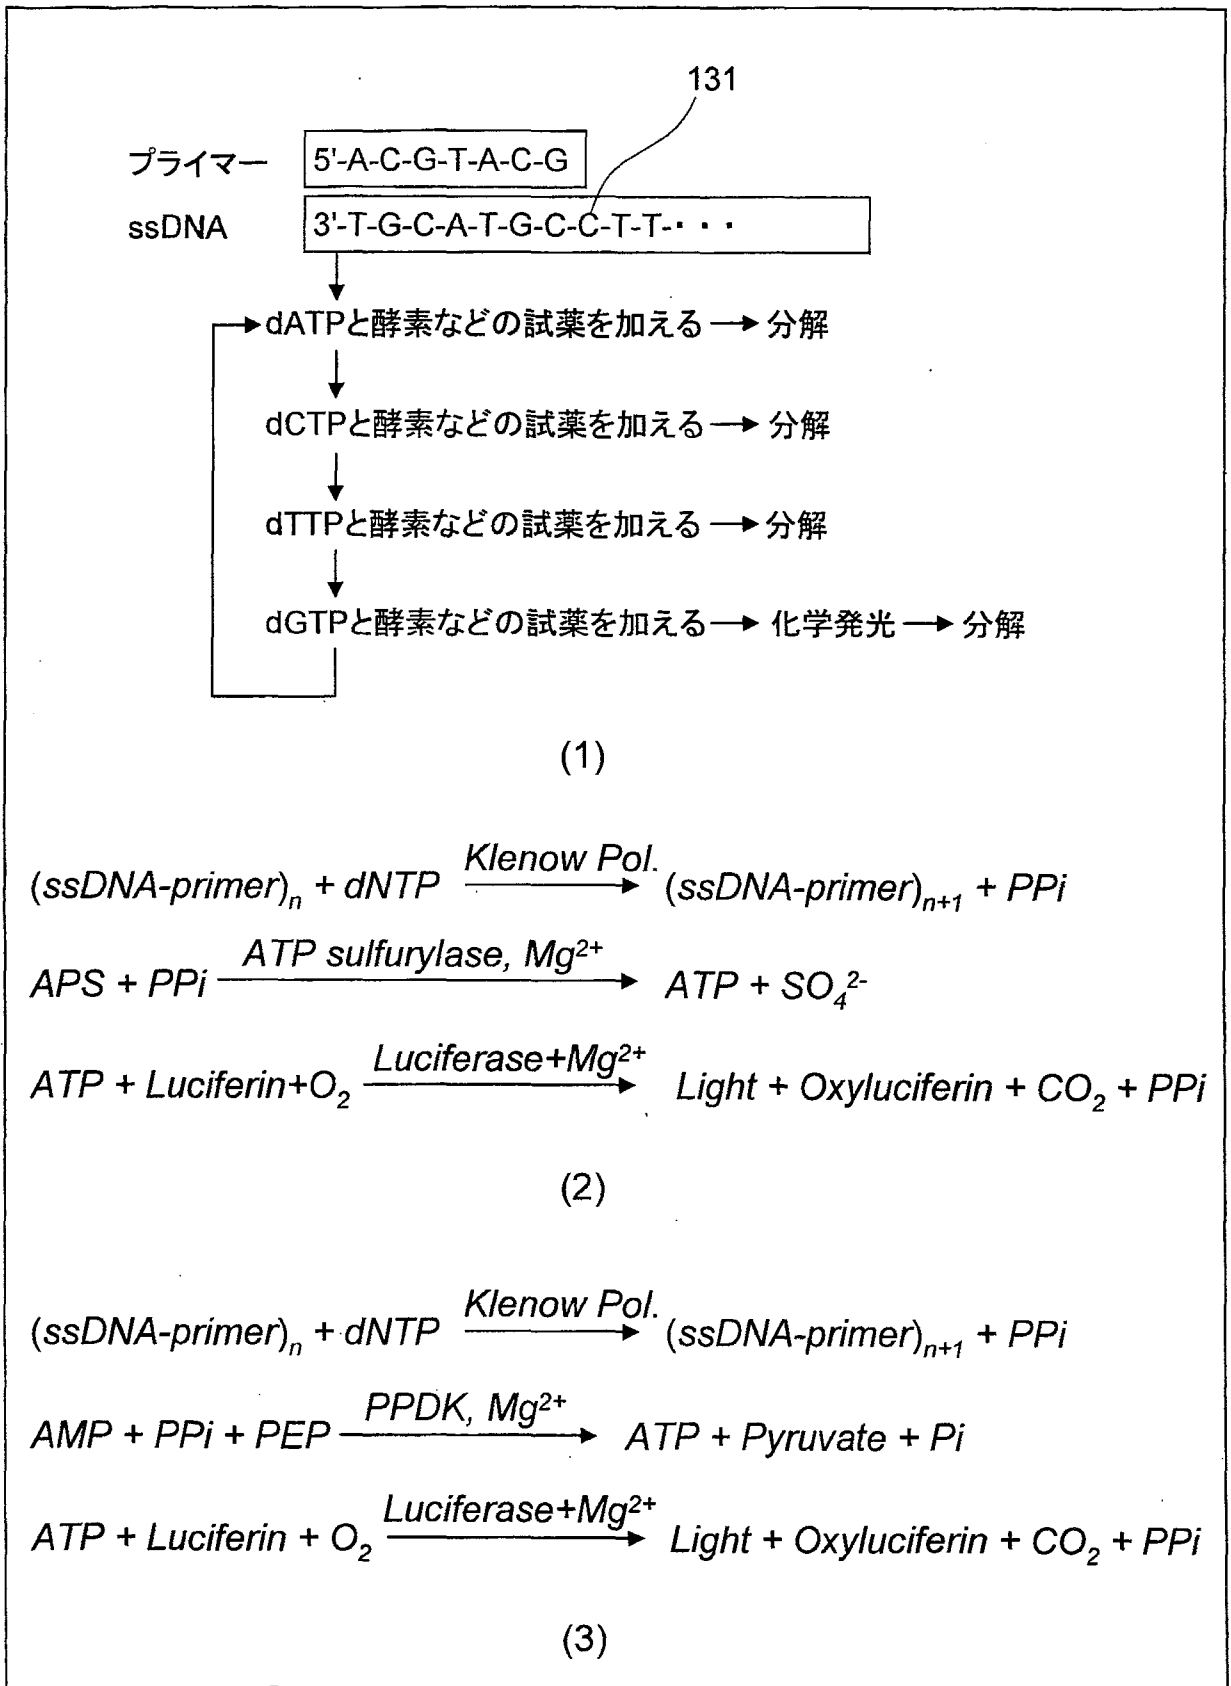 131
プライマー 5'-A-C-G-T-A-C-G
ssDNA 3'-T-G-C-A-T-G-C-C-T-T-・・・
dATPと酵素などの試薬を加える → 分解
dCTPと酵素などの試薬を加える → 分解
dTTPと酵素などの試薬を加える → 分解
dGTPと酵素などの試薬を加える → 化学発光 → 分解
(1)
Klenow Pol.
(ssDNA-primer)n + dNTP → (ssDNA-primer)n+1 + PPi
ATP sulfurylase, Mg2+
APS + PPi → ATP + SO4 2-
Luciferase+Mg2+
ATP + Luciferin+O2 → Light + Oxyluciferin + CO2 + PPi
(2)
Klenow Pol.
(ssDNA-primer)n + dNTP → (ssDNA-primer)n+1 + PPi
PPDK, Mg2+
AMP + PPi + PEP → ATP + Pyruvate + Pi
Luciferase+Mg2+
ATP + Luciferin + O2 → Light + Oxyluciferin + CO2 + PPi
(3)